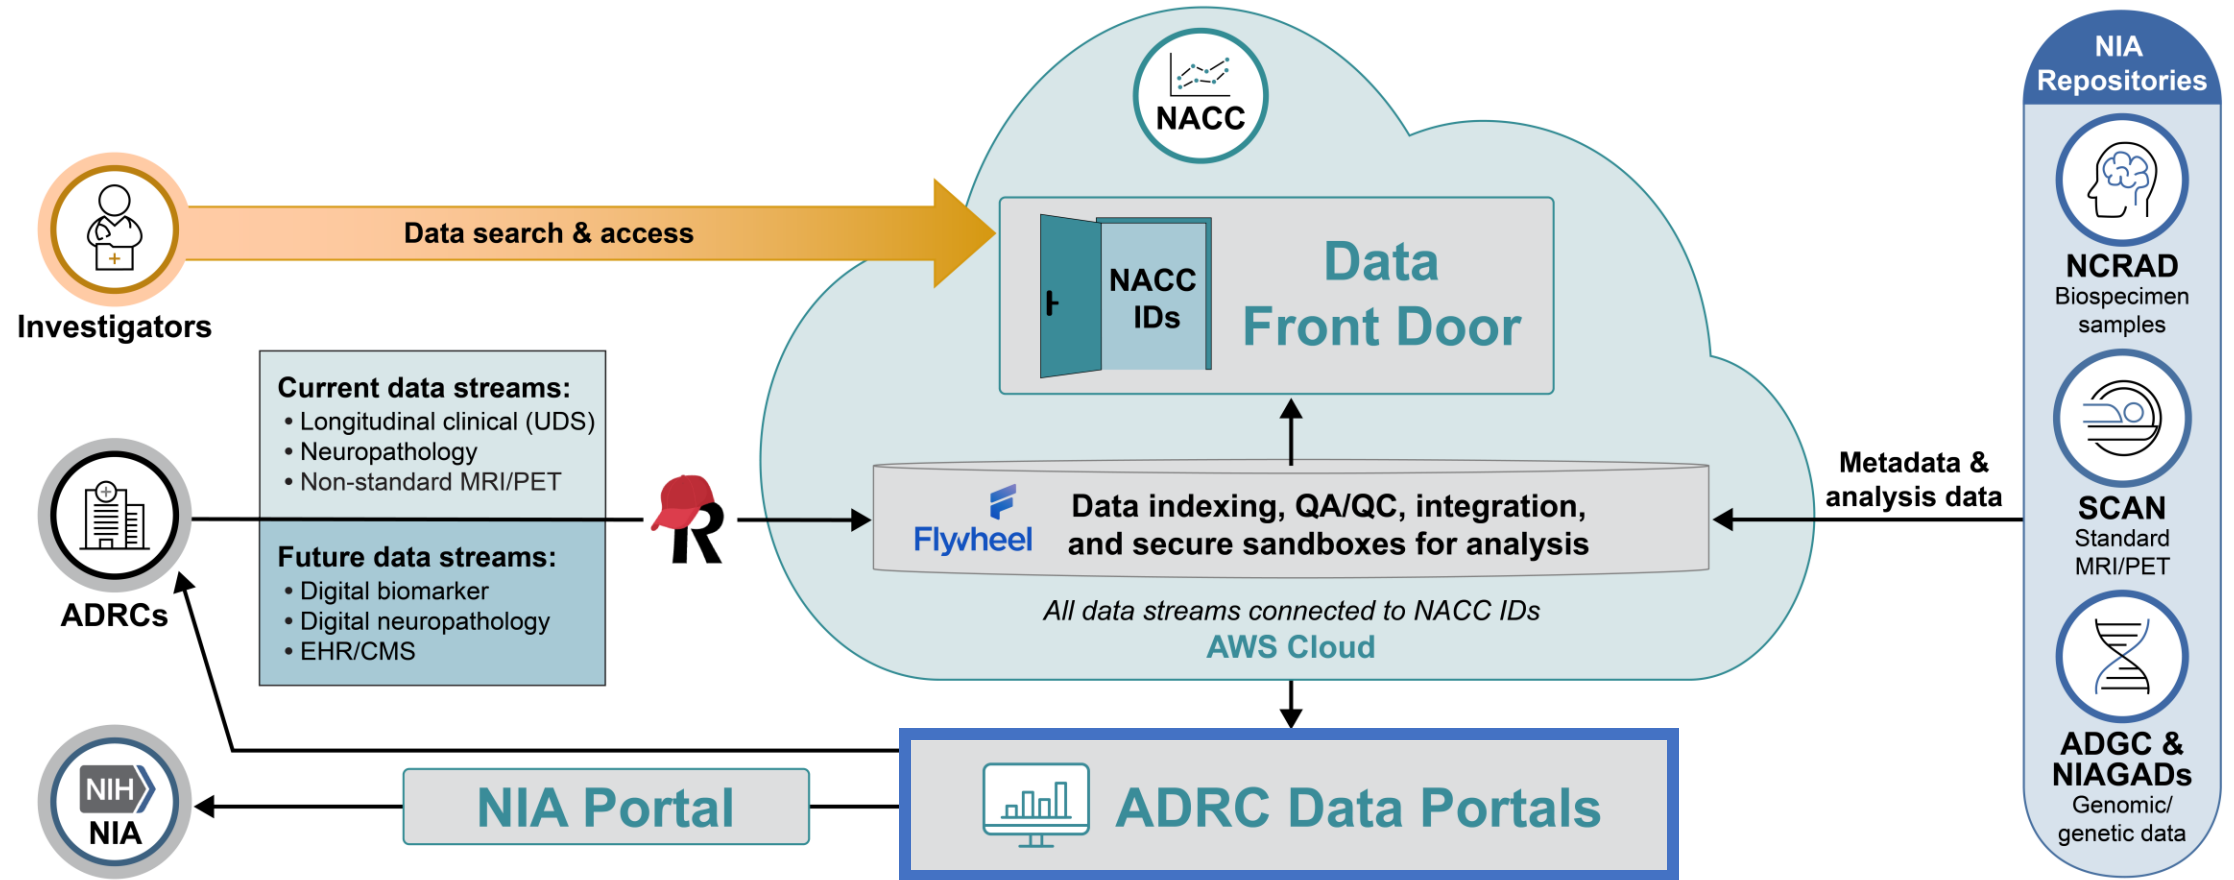 NACC
NIA
Repositories
Investigators
Data search & access
NACC
IDs
Data
Front Door
NCRAD
Biospecimen
samples
Current data streams:
• Longitudinal clinical (UDS)
• Neuropathology
• Non-standard MRI/PET
Future data streams:
• Digital biomarker
• Digital neuropathology
• EHR/CMS
ADRCs
R
Flywheel
Data indexing, QA/QC, integration,
and secure sandboxes for analysis
All data streams connected to NACC IDs
AWS Cloud
Metadata &
analysis data
SCAN
Standard
MRI/PET
ADGC &
NIAGADs
Genomic/
genetic data
NIH
NIA
NIA Portal
ADRC Data Portals